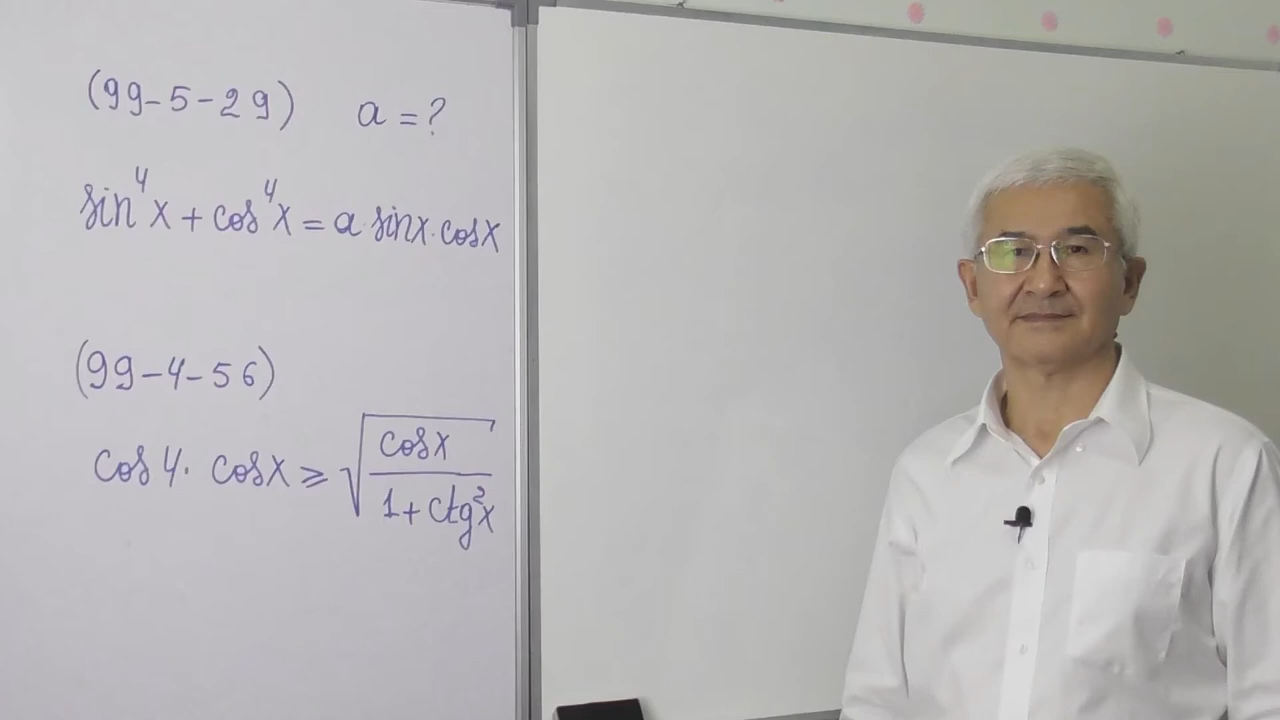 (99-5-29) a = ?
sin⁴x + cos⁴x = a·sinx·cosx
(99-4-56)
cos 4 · cosx ⩾ √(cosx / (1 + ctg²x))